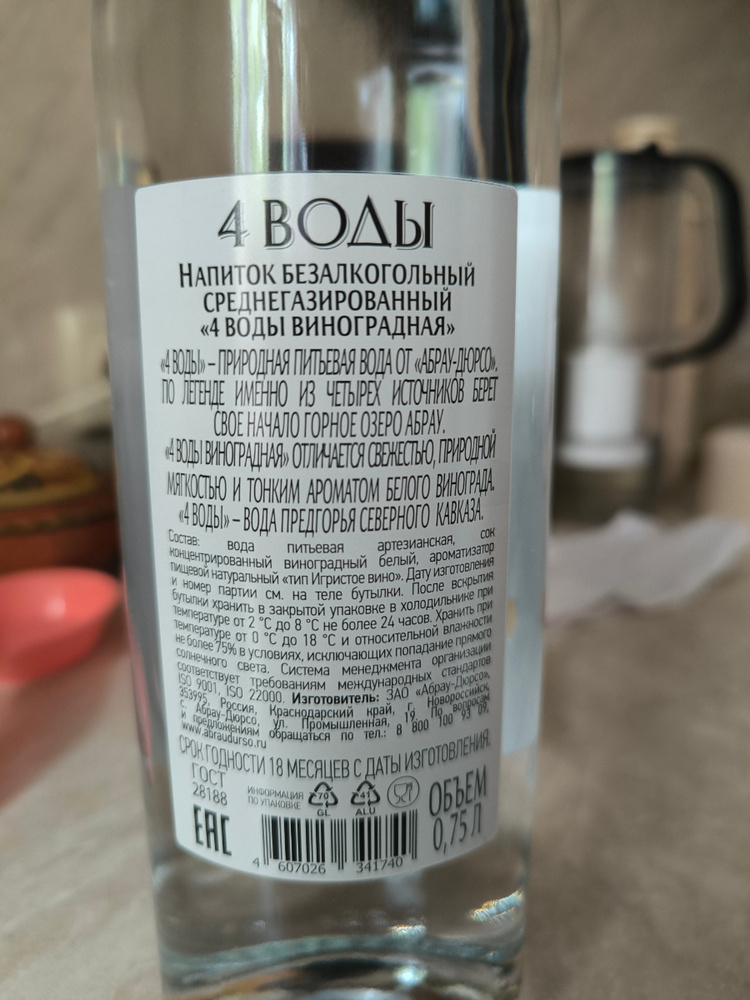 4 ВОДЫ
НАПИТОК БЕЗАЛКОГОЛЬНЫЙ
СРЕДНЕГАЗИРОВАННЫЙ
«4 ВОДЫ ВИНОГРАДНАЯ»
«4 ВОДЫ» – ПРИРОДНАЯ ПИТЬЕВАЯ ВОДА ОТ «АБРАУ-ДЮРСО».
ПО ЛЕГЕНДЕ ИМЕННО ИЗ ЧЕТЫРЕХ ИСТОЧНИКОВ БЕРЕТ
СВОЕ НАЧАЛО ГОРНОЕ ОЗЕРО АБРАУ.
«4 ВОДЫ ВИНОГРАДНАЯ» ОТЛИЧАЕТСЯ СВЕЖЕСТЬЮ, ПРИРОДНОЙ
МЯГКОСТЬЮ И ТОНКИМ АРОМАТОМ БЕЛОГО ВИНОГРАДА.
«4 ВОДЫ» – ВОДА ПРЕДГОРЬЯ СЕВЕРНОГО КАВКАЗА.
Состав: вода питьевая артезианская, сок
концентрированный виноградный белый, ароматизатор
пищевой натуральный «тип Игристое вино». Дату изготовления
и номер партии см. на теле бутылки. После вскрытия
бутылки хранить в закрытой упаковке в холодильнике при
температуре от 2 °С до 8 °С не более 24 часов. Хранить при
температуре от 0 °С до 18 °С и относительной влажности
не более 75% в условиях, исключающих попадание прямого
солнечного света. Система менеджмента организации
соответствует требованиям международных стандартов
ISO 9001, ISO 22000. Изготовитель: ЗАО «Абрау-Дюрсо»,
353995, Россия, Краснодарский край, г. Новороссийск,
с. Абрау-Дюрсо, ул. Промышленная, 19. По вопросам
и предложениям обращаться по тел.: 8 800 100 93 09,
www.abraudurso.ru
СРОК ГОДНОСТИ 18 МЕСЯЦЕВ С ДАТЫ ИЗГОТОВЛЕНИЯ.
ГОСТ
28188
ИНФОРМАЦИЯ
ПО УПАКОВКЕ
70
GL
41
ALU
ОБЪЕМ
0,75 Л
EAC
4 607026 341740